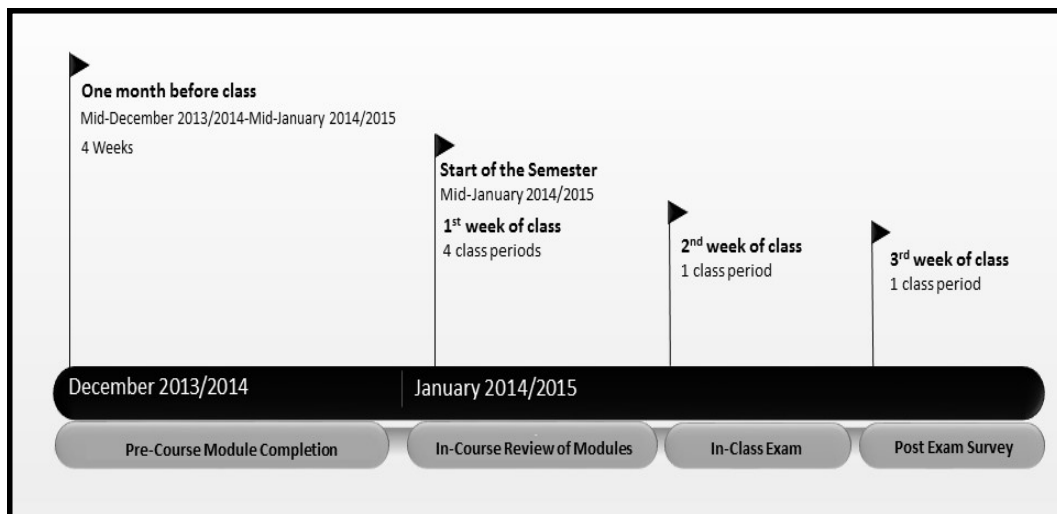 One month before class
Mid-December 2013/2014-Mid-January 2014/2015
4 Weeks
Start of the Semester
Mid-January 2014/2015
1st week of class
4 class periods
2nd week of class
1 class period
3rd week of class
1 class period
December 2013/2014
January 2014/2015
Pre-Course Module Completion
In-Course Review of Modules
In-Class Exam
Post Exam Survey